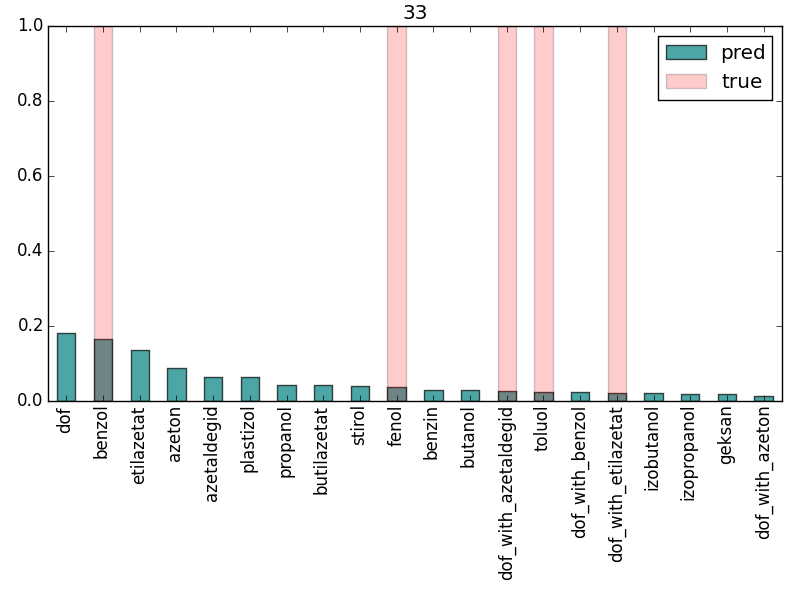 33
1.0
0.8
0.6
0.4
0.2
0.0
pred
true
dof
benzol
etilazetat
azeton
azetaldegid
plastizol
propanol
butilazetat
stirol
fenol
benzin
butanol
dof_with_azetaldegid
toluol
dof_with_benzol
dof_with_etilazetat
izobutanol
izopropanol
geksan
dof_with_azeton